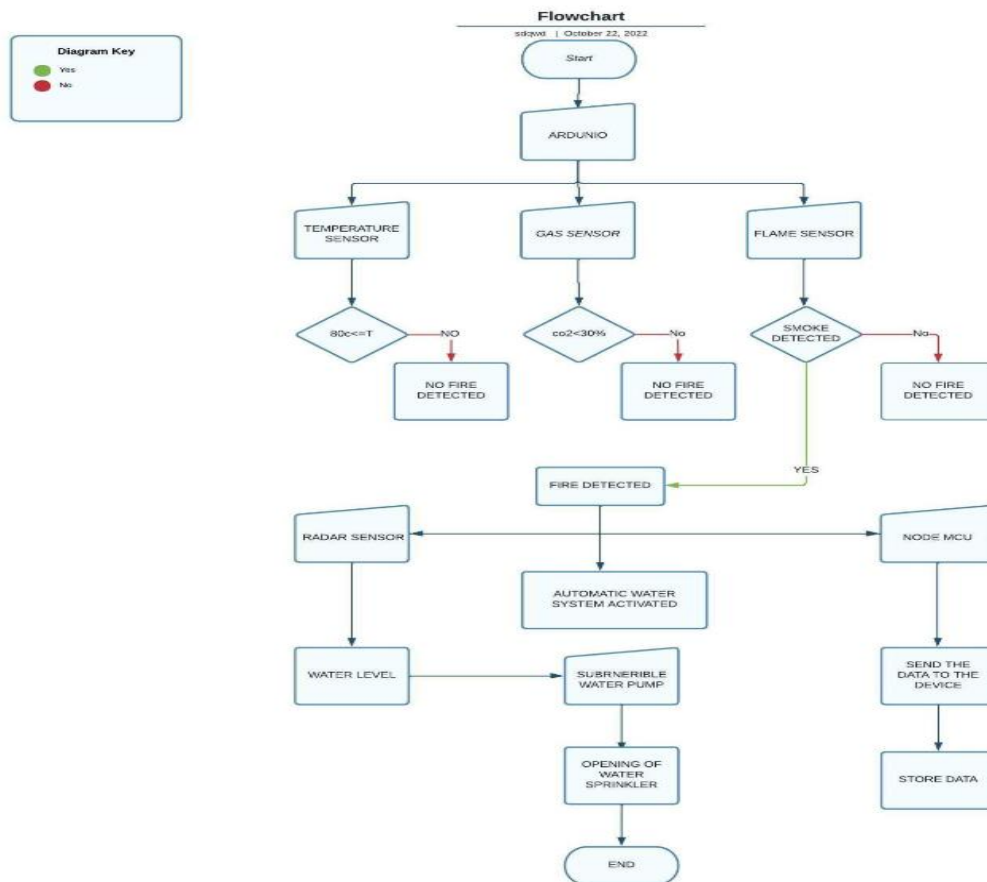 Flowchart
sdqwd | October 22, 2022
Diagram Key
Yes
No
Start
ARDUNIO
TEMPERATURE
SENSOR
GAS SENSOR
FLAME SENSOR
80c<=T
NO
co2<30%
No
SMOKE
DETECTED
No
NO FIRE
DETECTED
NO FIRE
DETECTED
NO FIRE
DETECTED
YES
FIRE DETECTED
RADAR SENSOR
NODE MCU
AUTOMATIC WATER
SYSTEM ACTIVATED
WATER LEVEL
SUBRNERIBLE
WATER PUMP
SEND THE
DATA TO THE
DEVICE
OPENING OF
WATER
SPRINKLER
STORE DATA
END